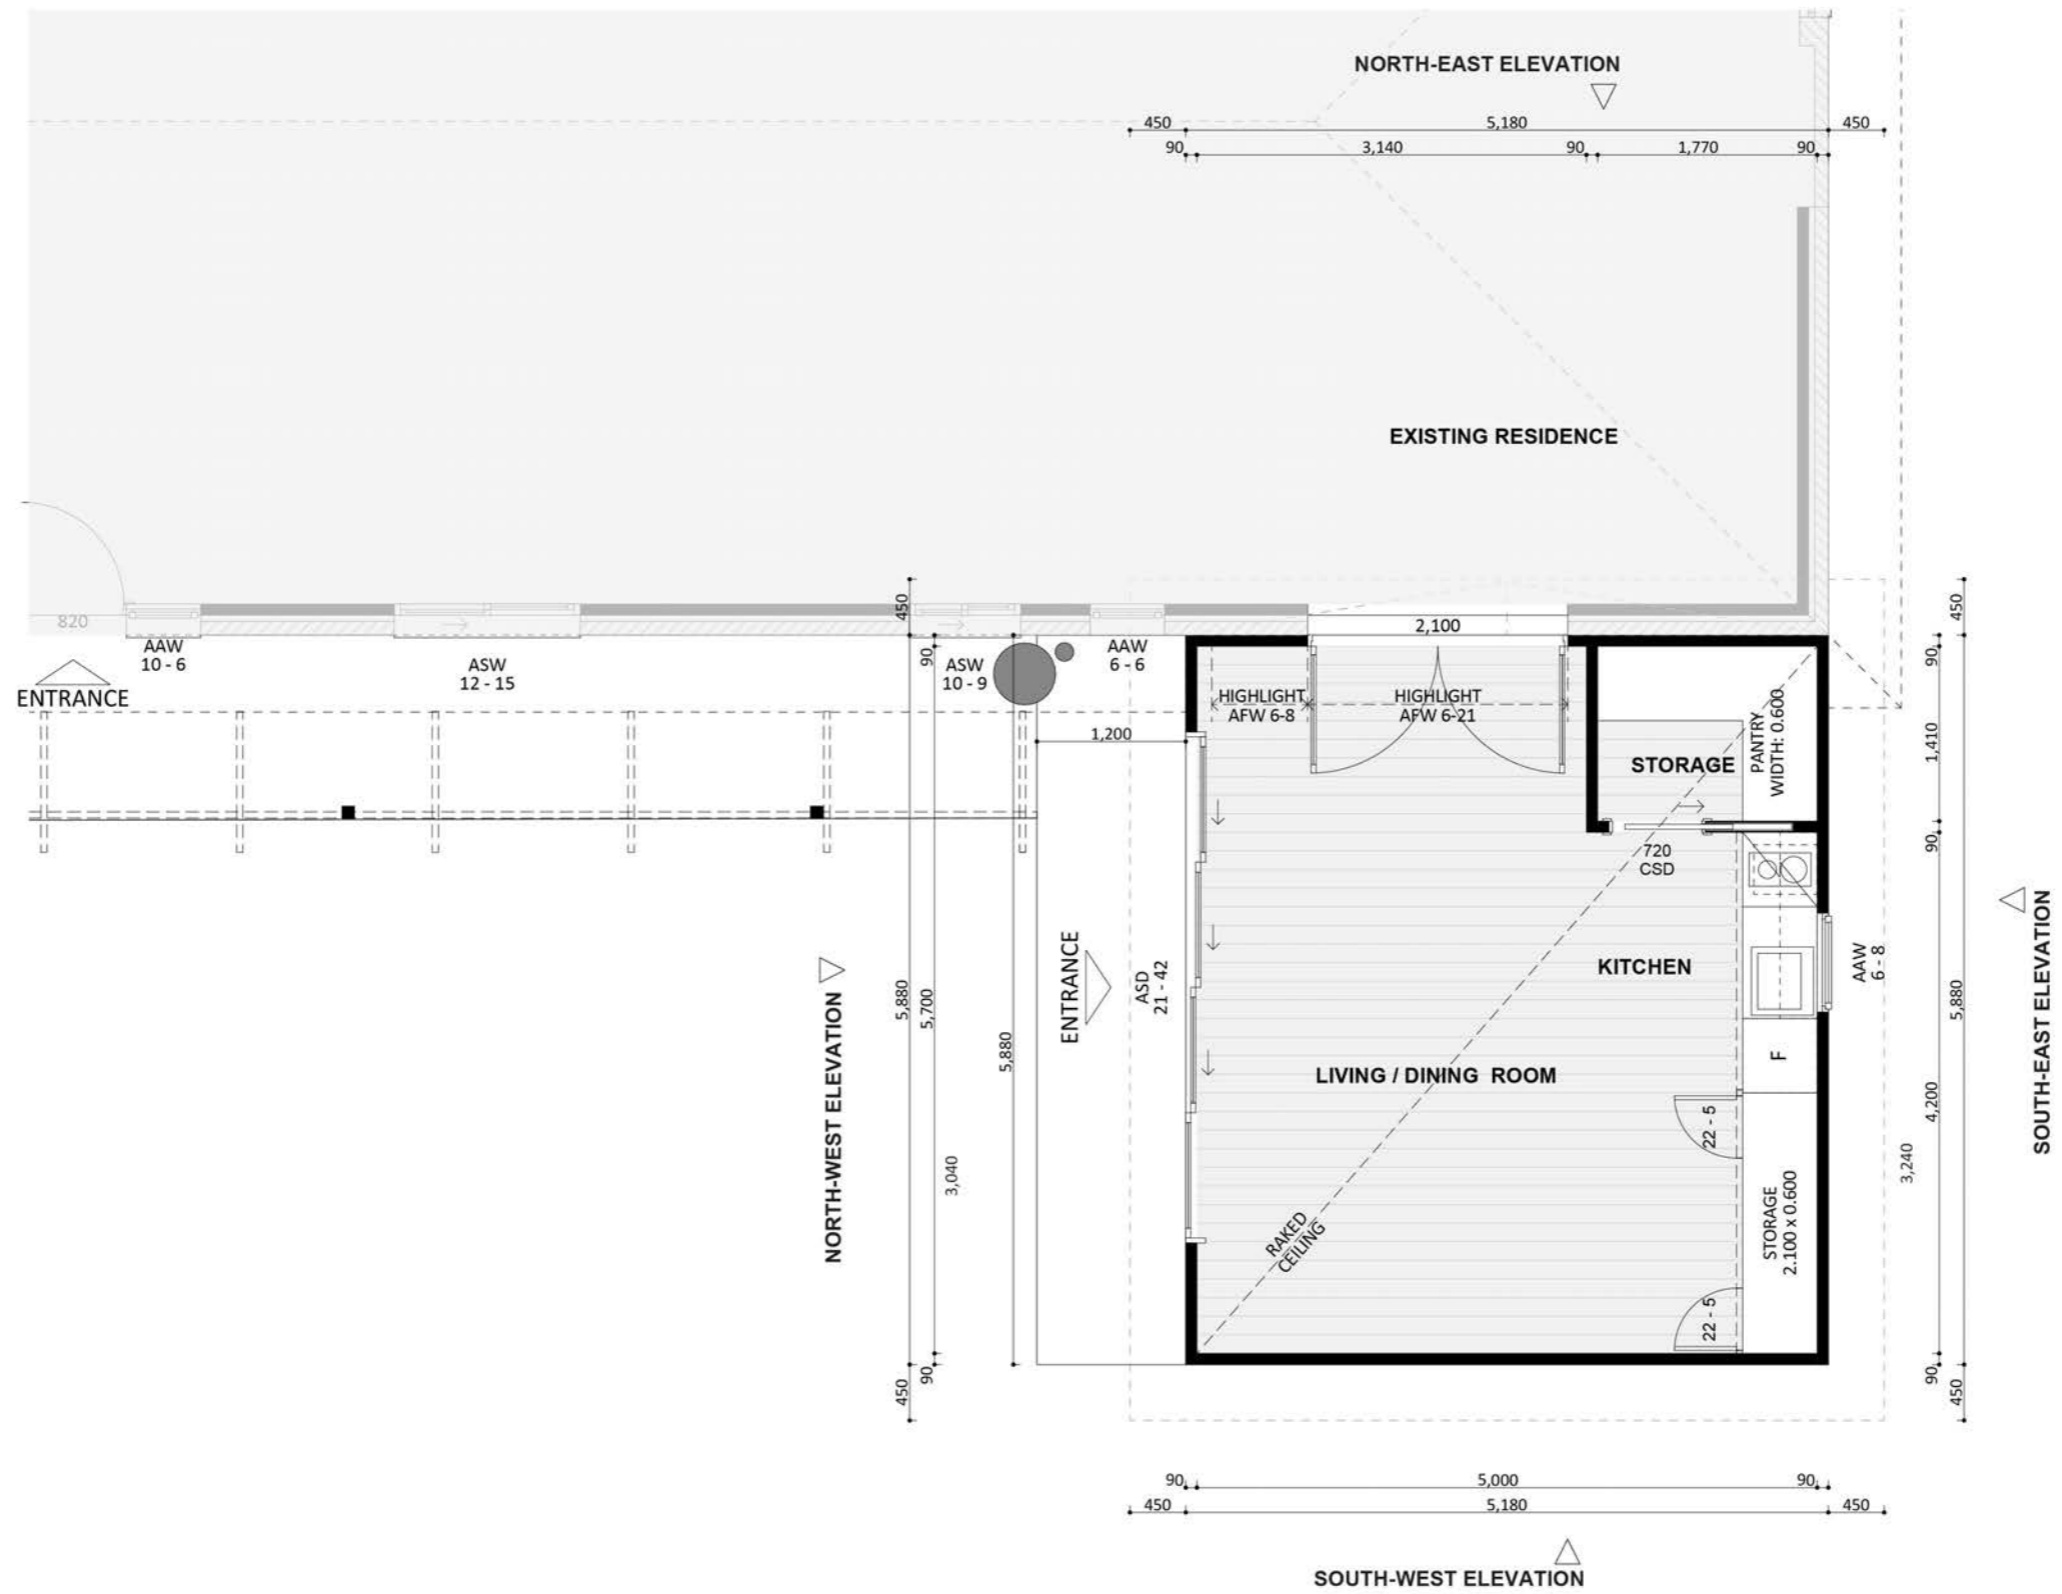 NORTH-EAST ELEVATION
450
5,180
450
90
3,140
90
1,770
90
EXISTING RESIDENCE
820
AAW
10 - 6
ENTRANCE
ASW
12 - 15
450
90
ASW
10 - 9
AAW
6 - 6
2,100
HIGHLIGHT
AFW 6-8
HIGHLIGHT
AFW 6-21
1,200
STORAGE
PANTRY
WIDTH: 0.600
450
90
1,410
90
720
CSD
KITCHEN
AAW
6 - 8
ENTRANCE
ASD
21 - 42
NORTH-WEST ELEVATION
5,880
5,700
5,880
3,040
LIVING / DINING ROOM
F
22 - 5
STORAGE
2.100 x 0.600
22 - 5
RAKED
CEILING
5,880
4,200
3,240
SOUTH-EAST ELEVATION
450
90
90
450
90
5,000
90
450
5,180
450
SOUTH-WEST ELEVATION